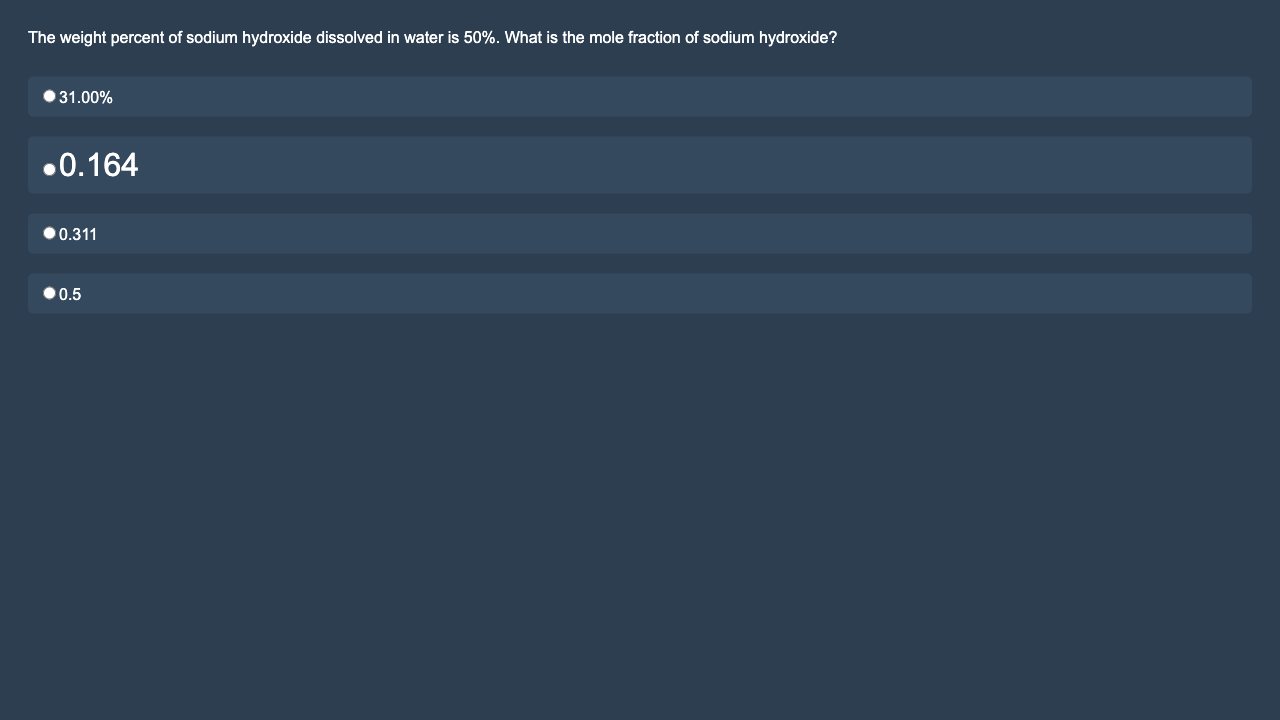 The weight percent of sodium hydroxide dissolved in water is 50%. What is the mole fraction of sodium hydroxide?
31.00%
0.164
0.311
0.5